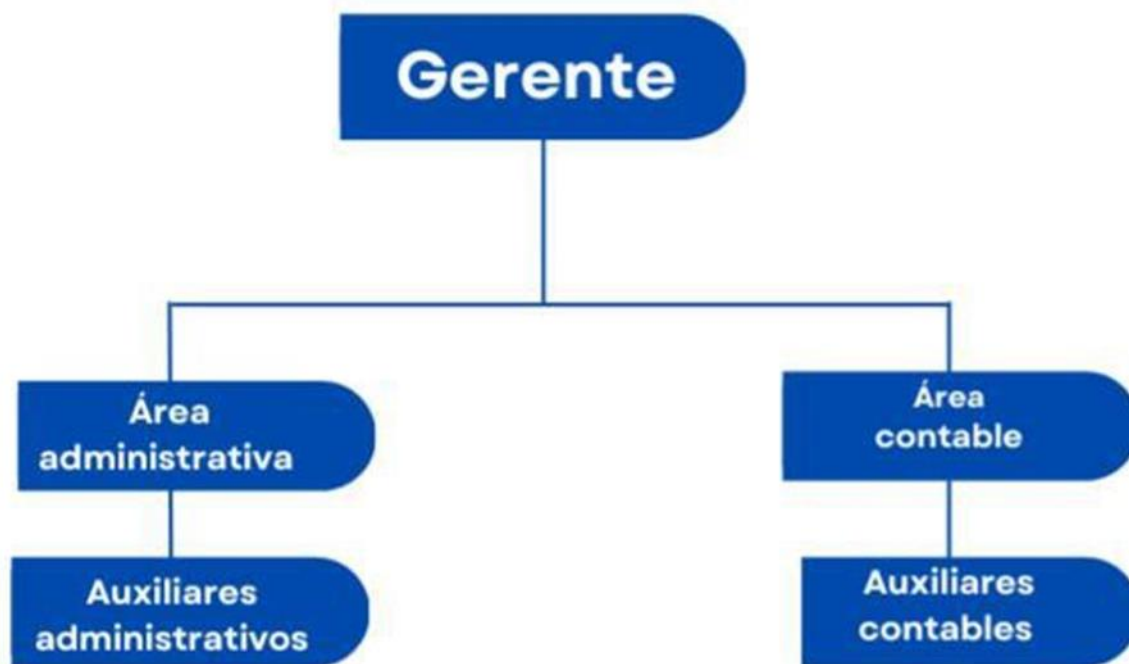 Gerente
Área
administrativa
Área
contable
Auxiliares
administrativos
Auxiliares
contables